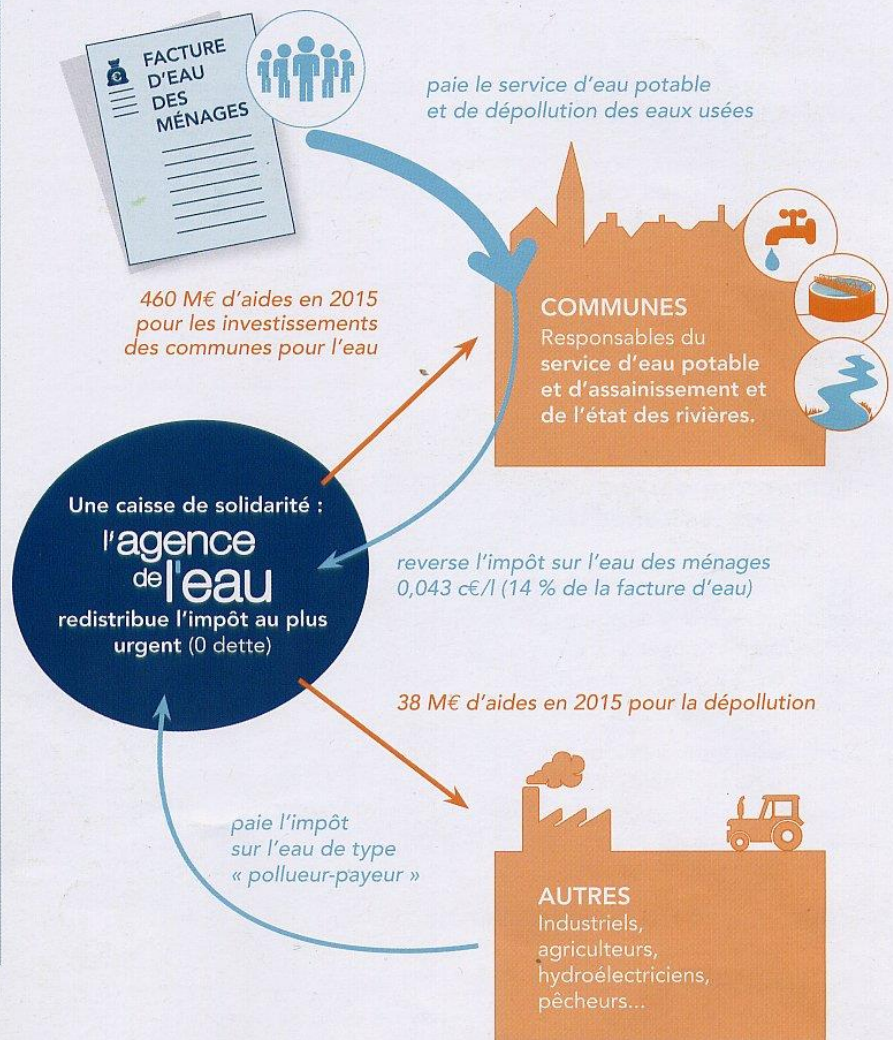 FACTURE
D'EAU
DES
MÉNAGES
paie le service d'eau potable
et de dépollution des eaux usées
460 M€ d'aides en 2015
pour les investissements
des communes pour l'eau
COMMUNES
Responsables du
service d'eau potable
et d'assainissement et
de l'état des rivières.
Une caisse de solidarité :
l'agence
de l'eau
redistribue l'impôt au plus
urgent (0 dette)
reverse l'impôt sur l'eau des ménages
0,043 c€/l (14 % de la facture d'eau)
38 M€ d'aides en 2015 pour la dépollution
paie l'impôt
sur l'eau de type
« pollueur-payeur »
AUTRES
Industriels,
agriculteurs,
hydroélectriciens,
pêcheurs...